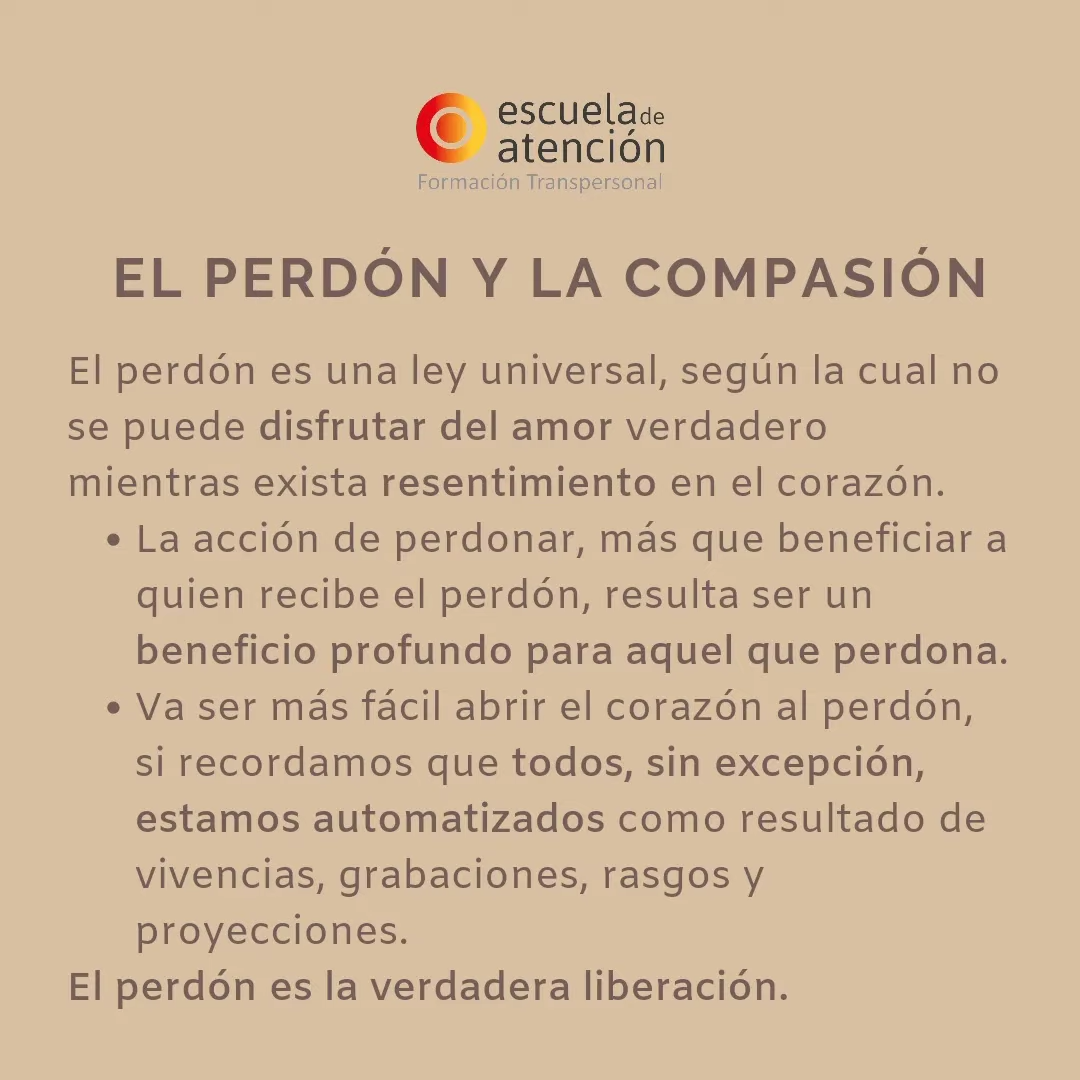 escuela de
atención
Formación Transpersonal
EL PERDÓN Y LA COMPASIÓN
El perdón es una ley universal, según la cual no
se puede disfrutar del amor verdadero
mientras exista resentimiento en el corazón.
• La acción de perdonar, más que beneficiar a
quien recibe el perdón, resulta ser un
beneficio profundo para aquel que perdona.
• Va ser más fácil abrir el corazón al perdón,
si recordamos que todos, sin excepción,
estamos automatizados como resultado de
vivencias, grabaciones, rasgos y
proyecciones.
El perdón es la verdadera liberación.